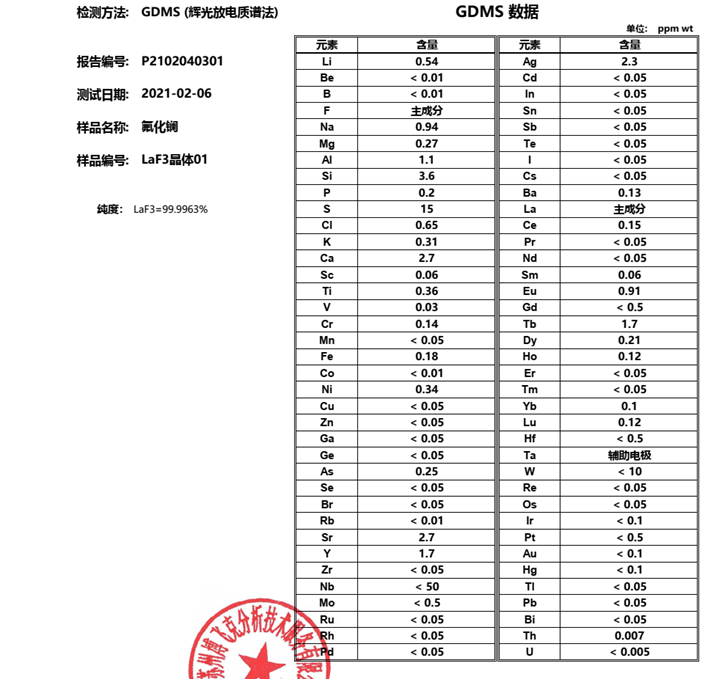 检测方法: GDMS (辉光放电质谱法)
GDMS 数据
单位: ppm wt
报告编号: P2102040301
测试日期: 2021-02-06
样品名称: 氟化镧
样品编号: LaF3晶体01
纯度: LaF3=99.9963%
元素 含量 元素 含量
Li 0.54 Ag 2.3
Be < 0.01 Cd < 0.05
B < 0.01 In < 0.05
F 主成分 Sn < 0.05
Na 0.94 Sb < 0.05
Mg 0.27 Te < 0.05
Al 1.1 I < 0.05
Si 3.6 Cs < 0.05
P 0.2 Ba 0.13
S 15 La 主成分
Cl 0.65 Ce 0.15
K 0.31 Pr < 0.05
Ca 2.7 Nd < 0.05
Sc 0.06 Sm 0.06
Ti 0.36 Eu 0.91
V 0.03 Gd < 0.5
Cr 0.14 Tb 1.7
Mn < 0.05 Dy 0.21
Fe 0.18 Ho 0.12
Co < 0.01 Er < 0.05
Ni 0.34 Tm < 0.05
Cu < 0.05 Yb 0.1
Zn < 0.05 Lu 0.12
Ga < 0.05 Hf < 0.5
Ge < 0.05 Ta 辅助电极
As 0.25 W < 10
Se < 0.05 Re < 0.05
Br < 0.05 Os < 0.05
Rb < 0.01 Ir < 0.1
Sr 2.7 Pt < 0.5
Y 1.7 Au < 0.1
Zr < 0.05 Hg < 0.1
Nb < 50 Tl < 0.05
Mo < 0.5 Pb < 0.05
Ru < 0.05 Bi < 0.05
Rh < 0.05 Th 0.007
Pd < 0.05 U < 0.005
苏州博飞克分析技术服务有限公